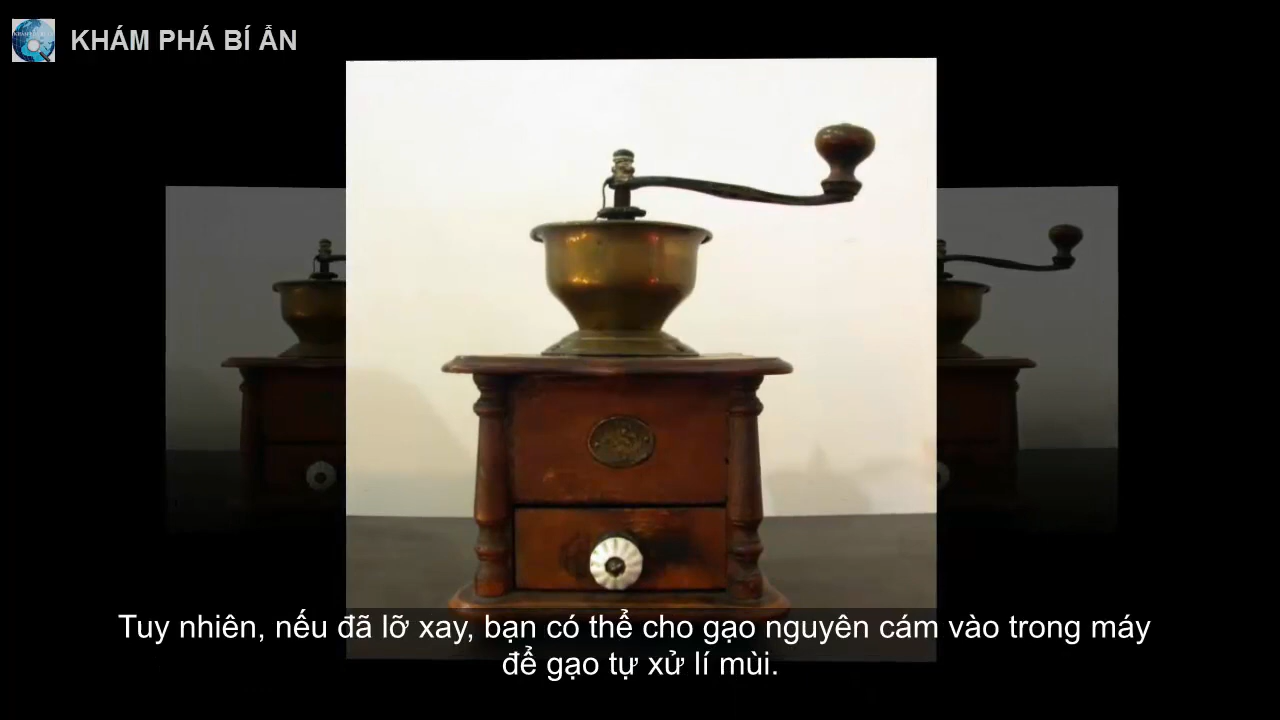 KHÁM PHÁ BÍ ẨN
Tuy nhiên, nếu đã lỡ xay, bạn có thể cho gạo nguyên cám vào trong máy
để gạo tự xử lí mùi.